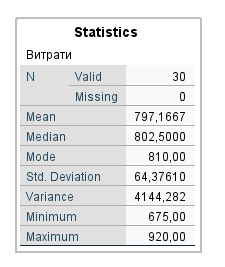 Statistics
Витрати
N Valid 30
Missing 0
Mean 797,1667
Median 802,5000
Mode 810,00
Std. Deviation 64,37610
Variance 4144,282
Minimum 675,00
Maximum 920,00